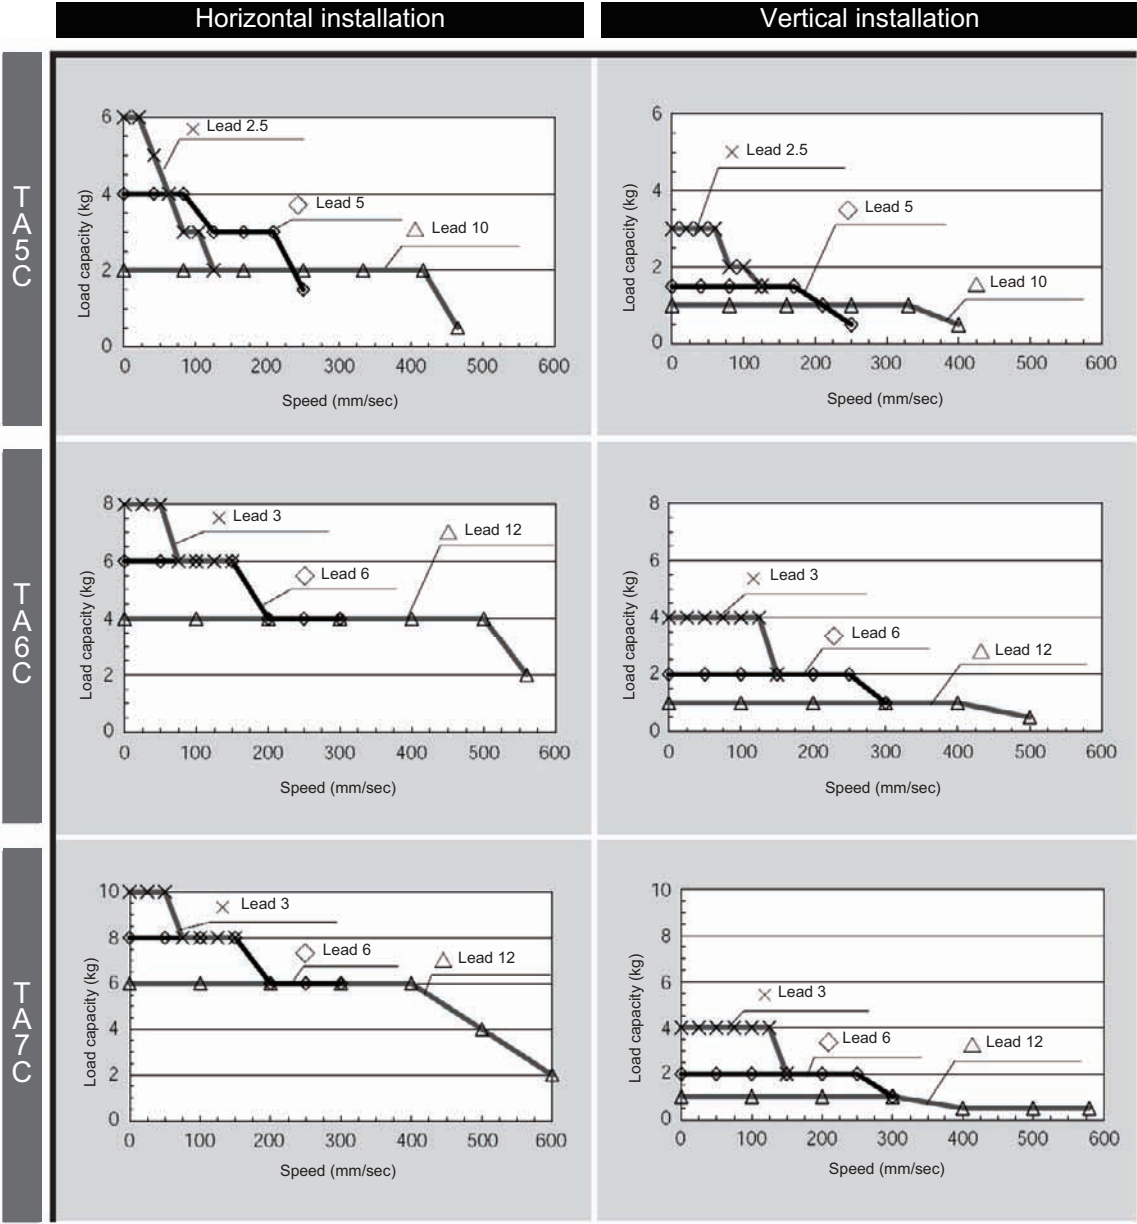 Horizontal installation
Vertical installation
TA5C
6
4
2
0
Load capacity (kg)
Lead 2.5
Lead 5
Lead 10
0 100 200 300 400 500 600
Speed (mm/sec)
6
4
2
0
Load capacity (kg)
Lead 2.5
Lead 5
Lead 10
0 100 200 300 400 500 600
Speed (mm/sec)
TA6C
8
6
4
2
0
Load capacity (kg)
Lead 3
Lead 12
Lead 6
0 100 200 300 400 500 600
Speed (mm/sec)
8
6
4
2
0
Load capacity (kg)
Lead 3
Lead 6
Lead 12
0 100 200 300 400 500 600
Speed (mm/sec)
TA7C
10
8
6
4
2
0
Load capacity (kg)
Lead 3
Lead 6
Lead 12
0 100 200 300 400 500 600
Speed (mm/sec)
10
8
6
4
2
0
Load capacity (kg)
Lead 3
Lead 6
Lead 12
0 100 200 300 400 500 600
Speed (mm/sec)